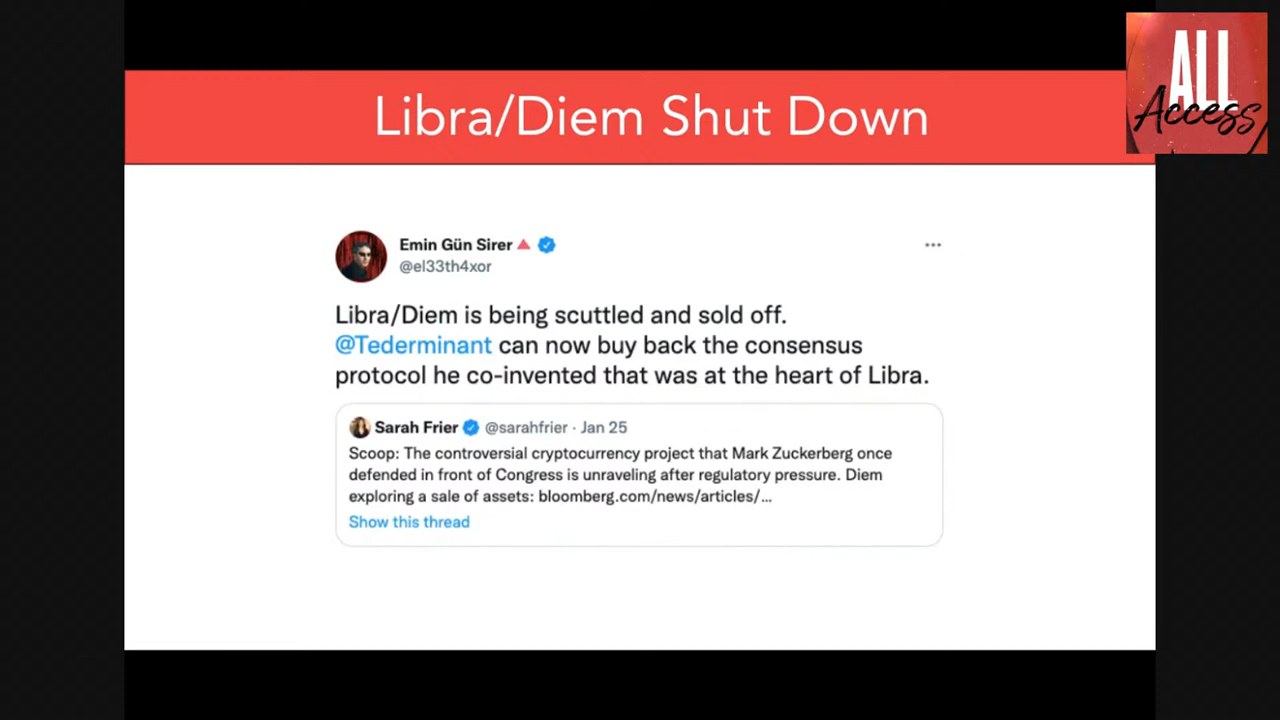 ALL
Access
Libra/Diem Shut Down
Emin Gün Sirer
@el33th4xor
Libra/Diem is being scuttled and sold off.
@Tederminant can now buy back the consensus
protocol he co-invented that was at the heart of Libra.
Sarah Frier @sarahfrier · Jan 25
Scoop: The controversial cryptocurrency project that Mark Zuckerberg once
defended in front of Congress is unraveling after regulatory pressure. Diem
exploring a sale of assets: bloomberg.com/news/articles/...
Show this thread